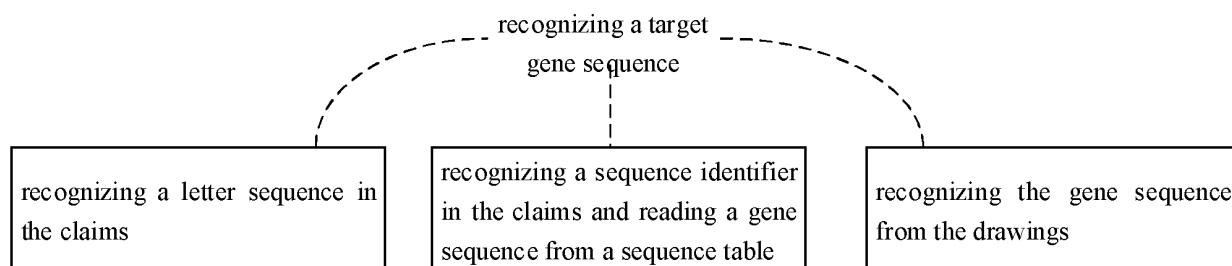 recognizing a target
gene sequence
recognizing a letter sequence in
the claims
recognizing a sequence identifier
in the claims and reading a gene
sequence from a sequence table
recognizing the gene sequence
from the drawings